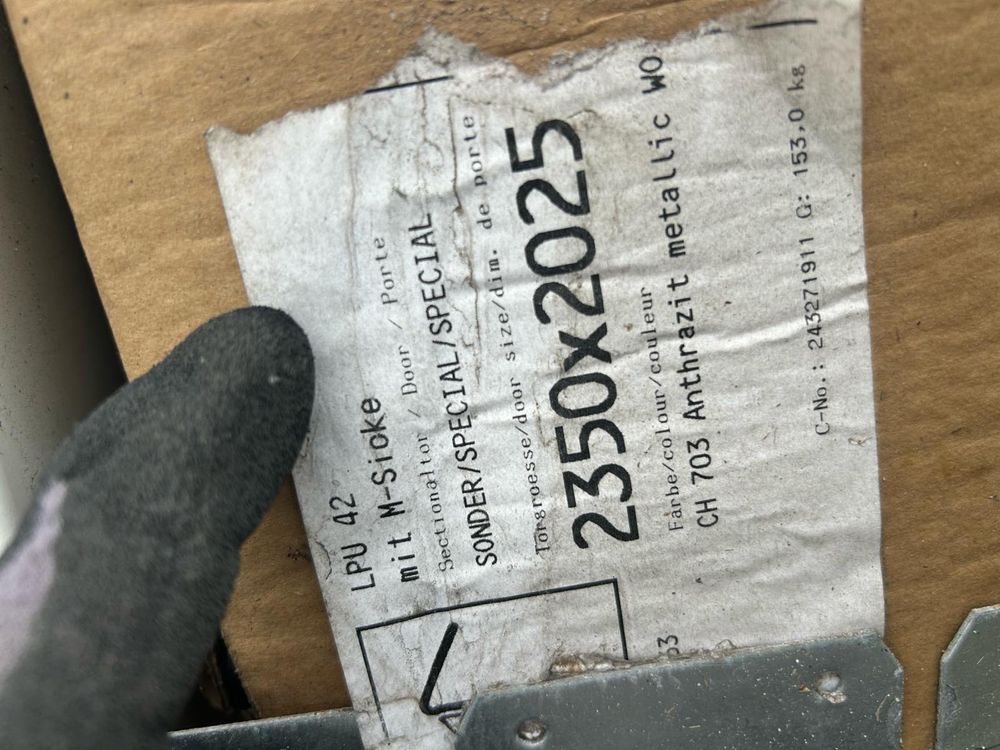 LPU 42
mit M-Sicke
Sectionaltor / Door / Porte
SONDER/SPECIAL/SPECIAL
Torgroesse/door size/dim. de porte
2350x2025
Farbe/colour/couleur
CH 703 Anthrazit metallic WO
C-No.: 243271911 G: 153,0 kg
53